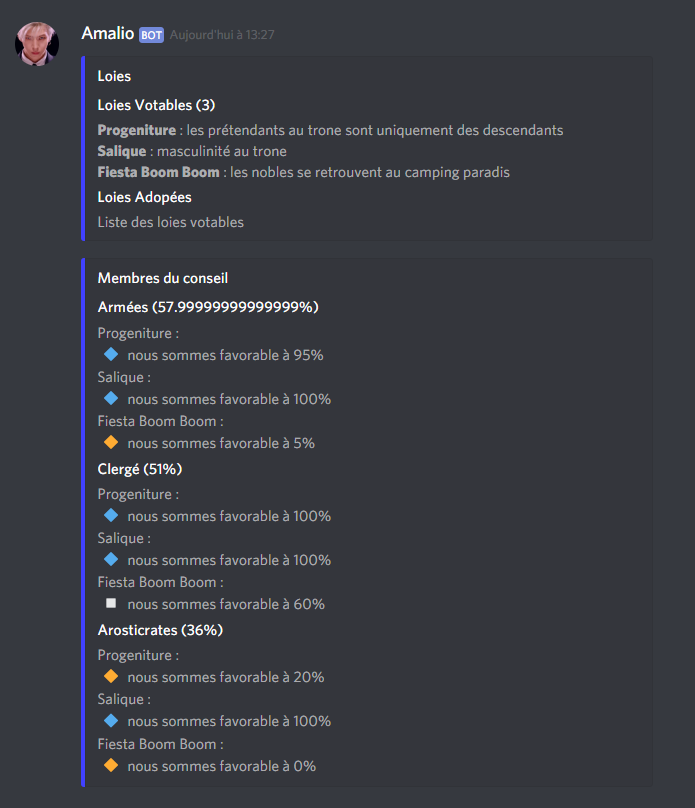 Amalio BOT Aujourd'hui à 13:27
Loies
Loies Votables (3)
Progeniture : les prétendants au trone sont uniquement des descendants
Salique : masculinité au trone
Fiesta Boom Boom : les nobles se retrouvent au camping paradis
Loies Adopées
Liste des loies votables
Membres du conseil
Armées (57.99999999999999%)
Progeniture :
nous sommes favorable à 95%
Salique :
nous sommes favorable à 100%
Fiesta Boom Boom :
nous sommes favorable à 5%
Clergé (51%)
Progeniture :
nous sommes favorable à 100%
Salique :
nous sommes favorable à 100%
Fiesta Boom Boom :
nous sommes favorable à 60%
Arosticrates (36%)
Progeniture :
nous sommes favorable à 20%
Salique :
nous sommes favorable à 100%
Fiesta Boom Boom :
nous sommes favorable à 0%